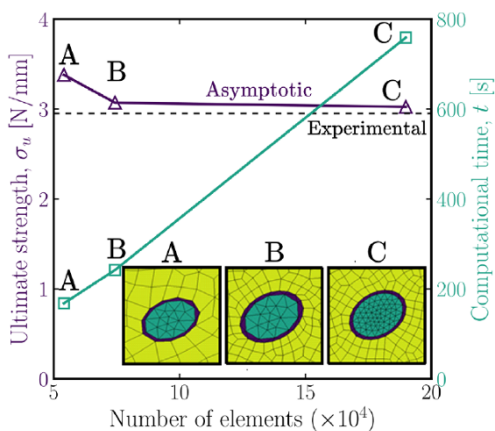 4
3
2
1
0
Ultimate strength, σᵤ [N/mm]
800
600
400
200
0
Computational time, t [s]
A
B
C
Asymptotic
C
Experimental
A
B
A
B
C
5
10
15
20
Number of elements (×10⁴)